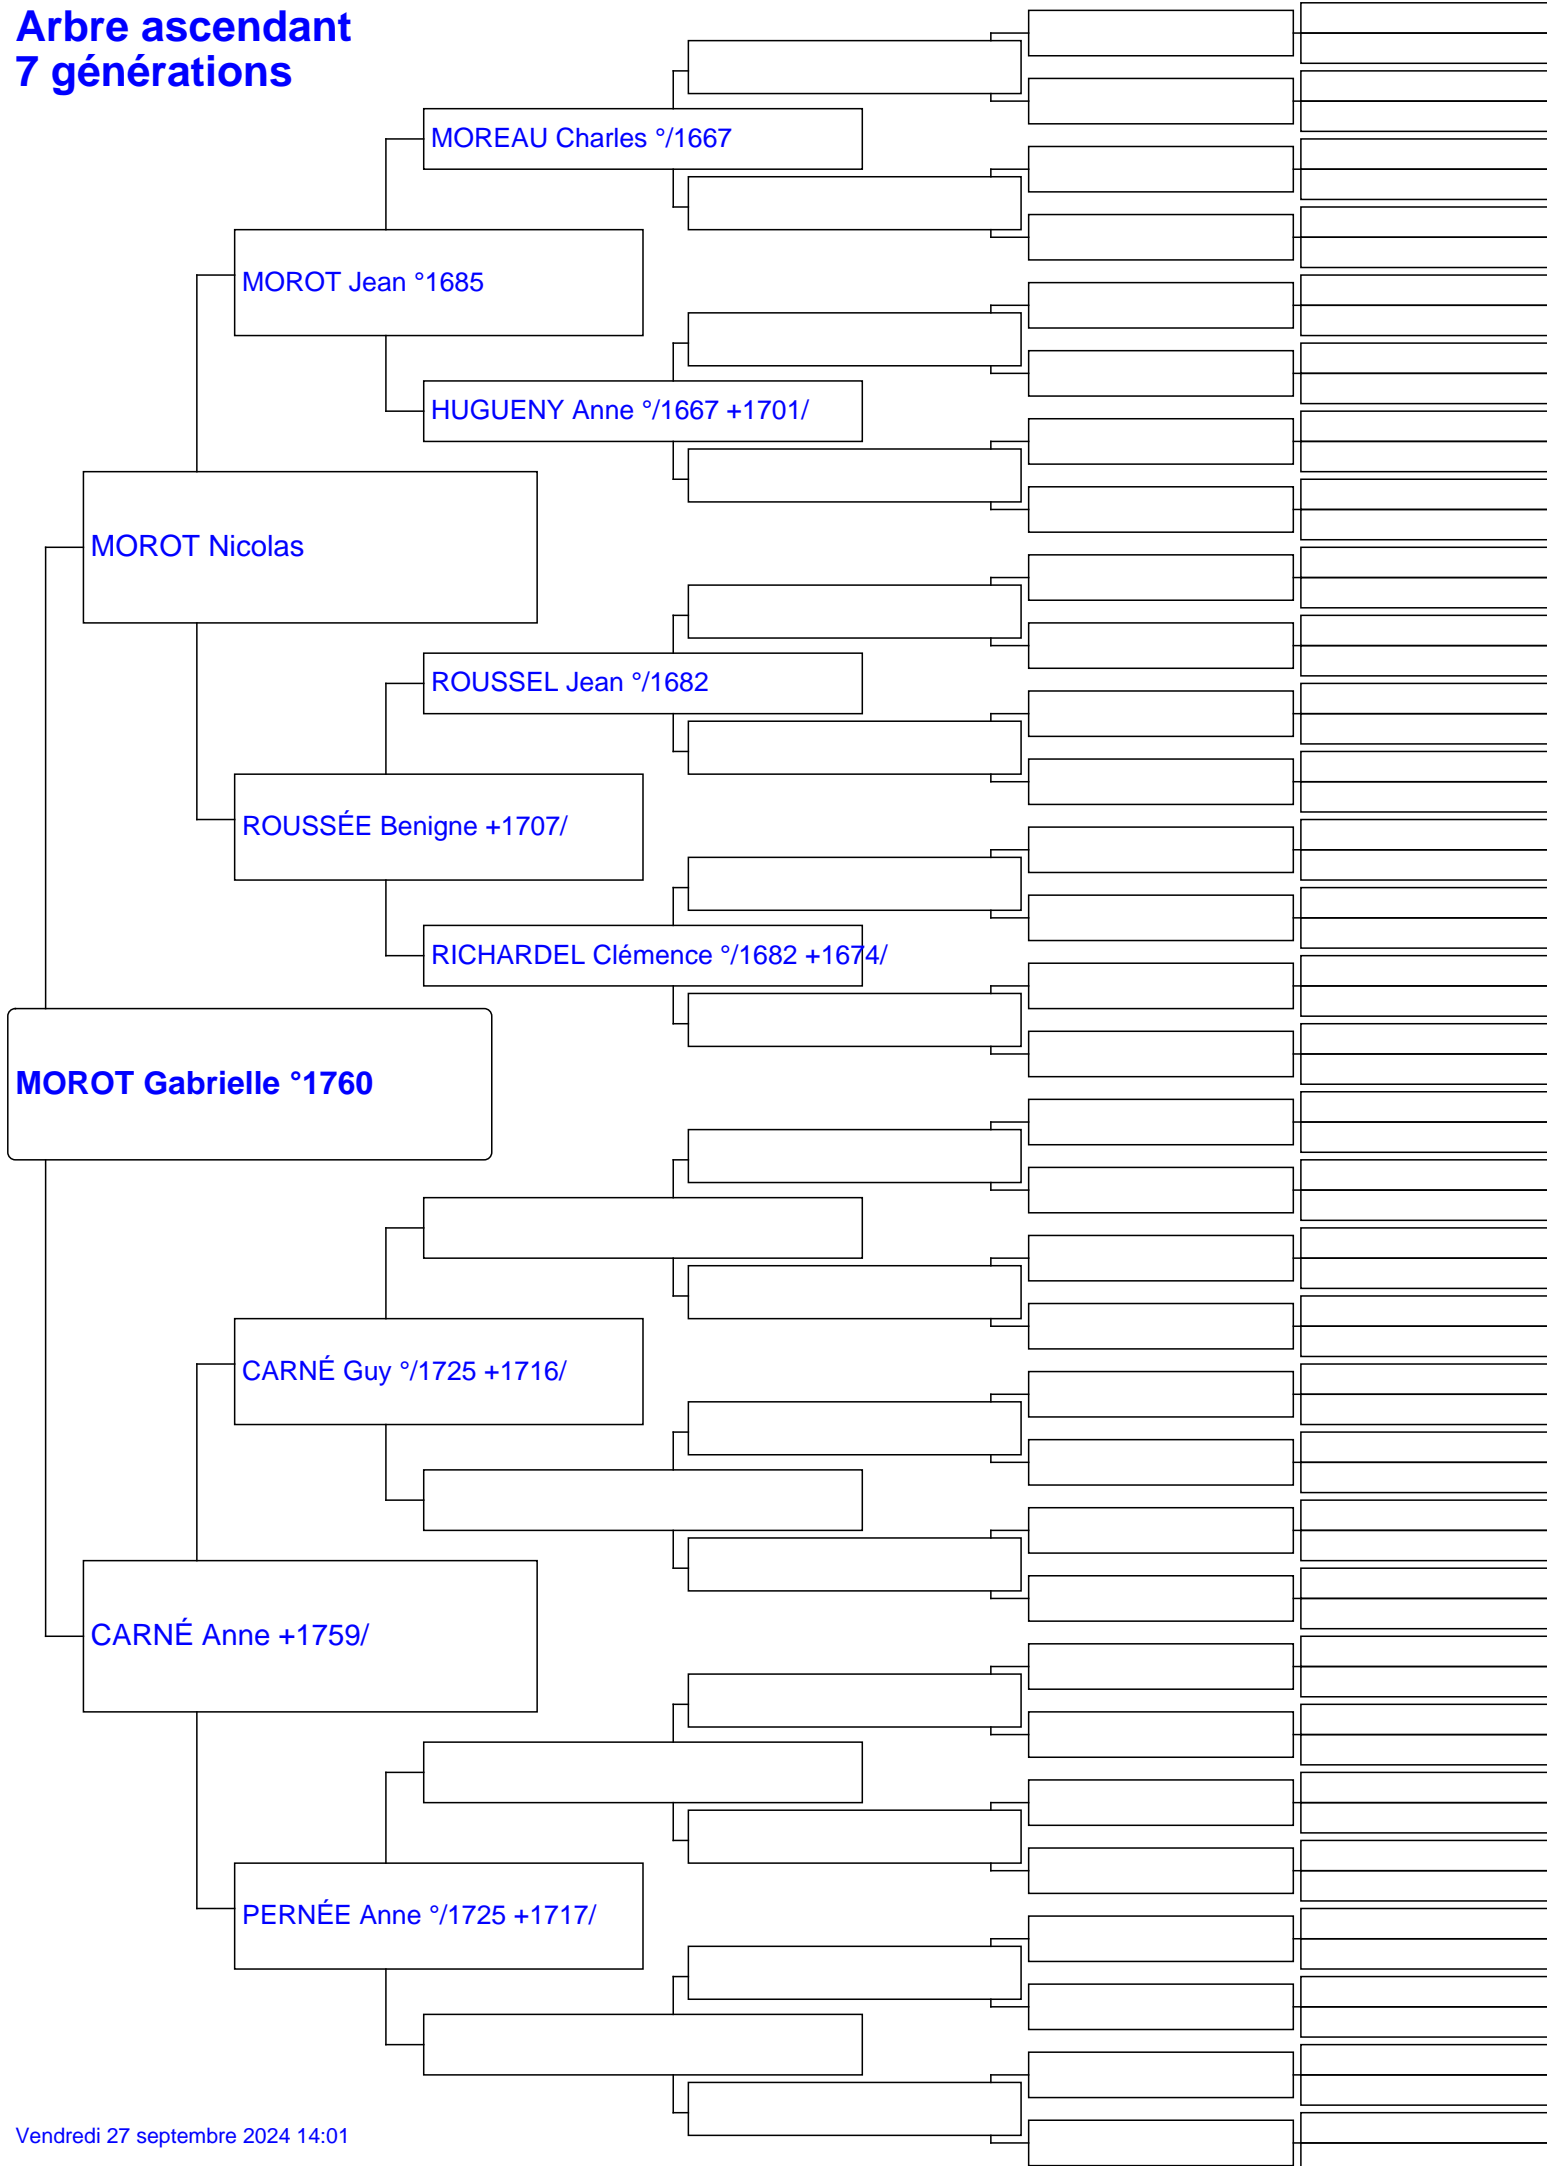 Arbre ascendant
7 générations
MOREAU Charles °/1667
MOROT Jean °1685
HUGUENY Anne °/1667 +1701/
MOROT Nicolas
ROUSSEL Jean °/1682
ROUSSÉE Benigne +1707/
RICHARDEL Clémence °/1682 +1674/
MOROT Gabrielle °1760
CARNÉ Guy °/1725 +1716/
CARNÉ Anne +1759/
PERNÉE Anne °/1725 +1717/
Vendredi 27 septembre 2024 14:01